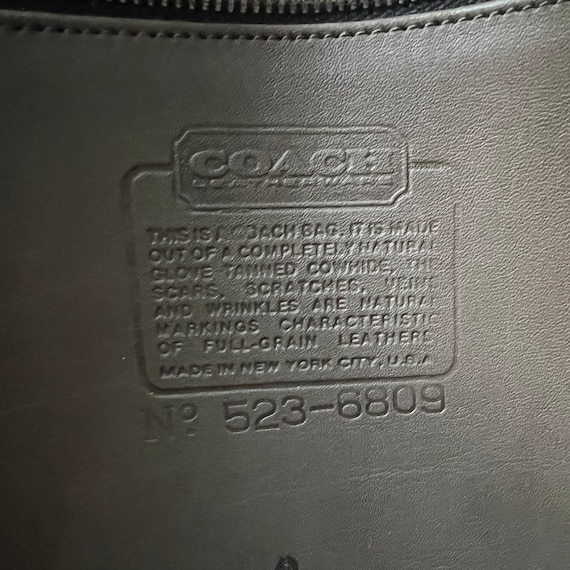 COACH
LEATHERWARE
THIS IS A COACH BAG. IT IS MADE
OUT OF A COMPLETELY NATURAL
GLOVE TANNED COWHIDE, THE
SCARS, SCRATCHES, VEINS
AND WRINKLES ARE NATURAL
MARKINGS CHARACTERISTIC
OF FULL-GRAIN LEATHERS.
MADE IN NEW YORK CITY, U.S.A.
Nº 523-6809